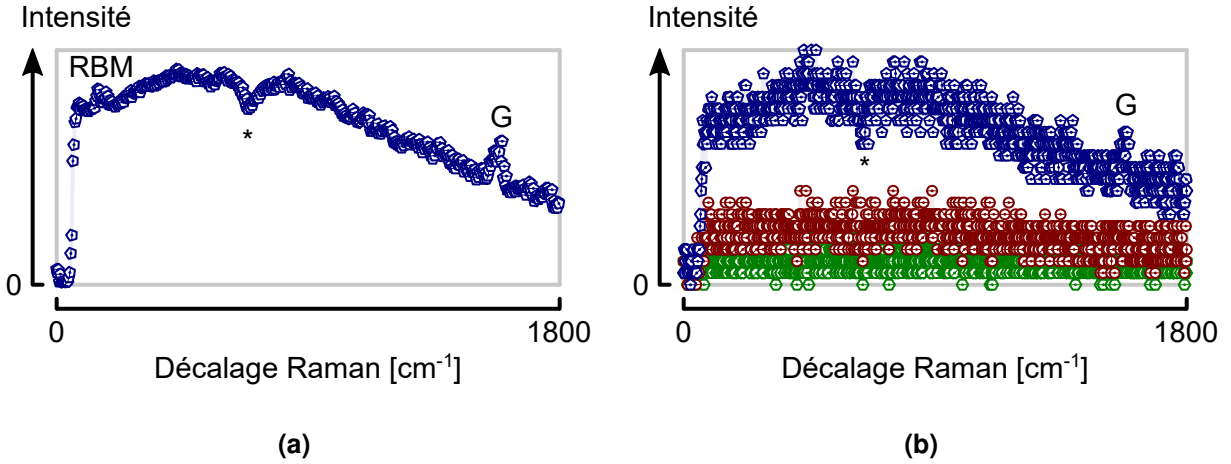 Intensité
RBM
G
*
0
0
1800
Décalage Raman [cm-1]
(a)
Intensité
G
*
0
0
1800
Décalage Raman [cm-1]
(b)